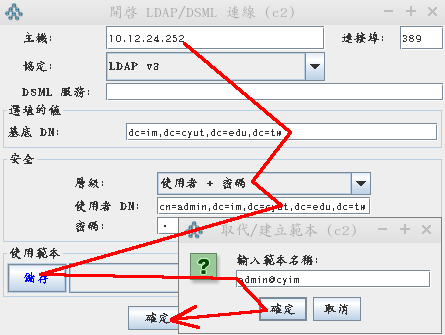 開啓 LDAP/DSML 連線 (c2)
主機: 10.12.24.252 連接埠: 389
協定: LDAP v3
DSML 服務:
選填的值
基底 DN: dc=im,dc=cyut,dc=edu,dc=tw
安全
層級: 使用者 + 密碼
使用者 DN: cn=admin,dc=im,dc=cyut,dc=edu,dc=tw
密碼:
使用範本
儲存
確定
取代/建立範本 (c2)
輸入範本名稱:
admin@cyim
確定 取消